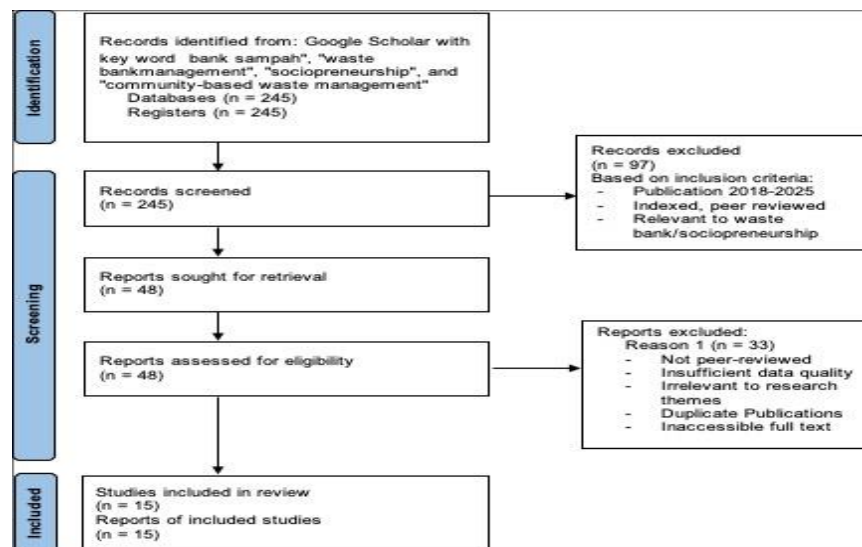 Identification
Records identified from: Google Scholar with
key word bank sampah", "waste
bankmanagement", "sociopreneurship", and
"community-based waste management"
Databases (n = 245)
Registers (n = 245)
Records excluded
(n = 97)
Based on inclusion criteria:
- Publication 2018-2025
- Indexed, peer reviewed
- Relevant to waste
bank/sociopreneurship
Screening
Records screened
(n = 245)
Reports sought for retrieval
(n = 48)
Reports assessed for eligibility
(n = 48)
Reports excluded:
Reason 1 (n = 33)
- Not peer-reviewed
- Insufficient data quality
- Irrelevant to research
themes
- Duplicate Publications
- Inaccessible full text
Included
Studies included in review
(n = 15)
Reports of included studies
(n = 15)